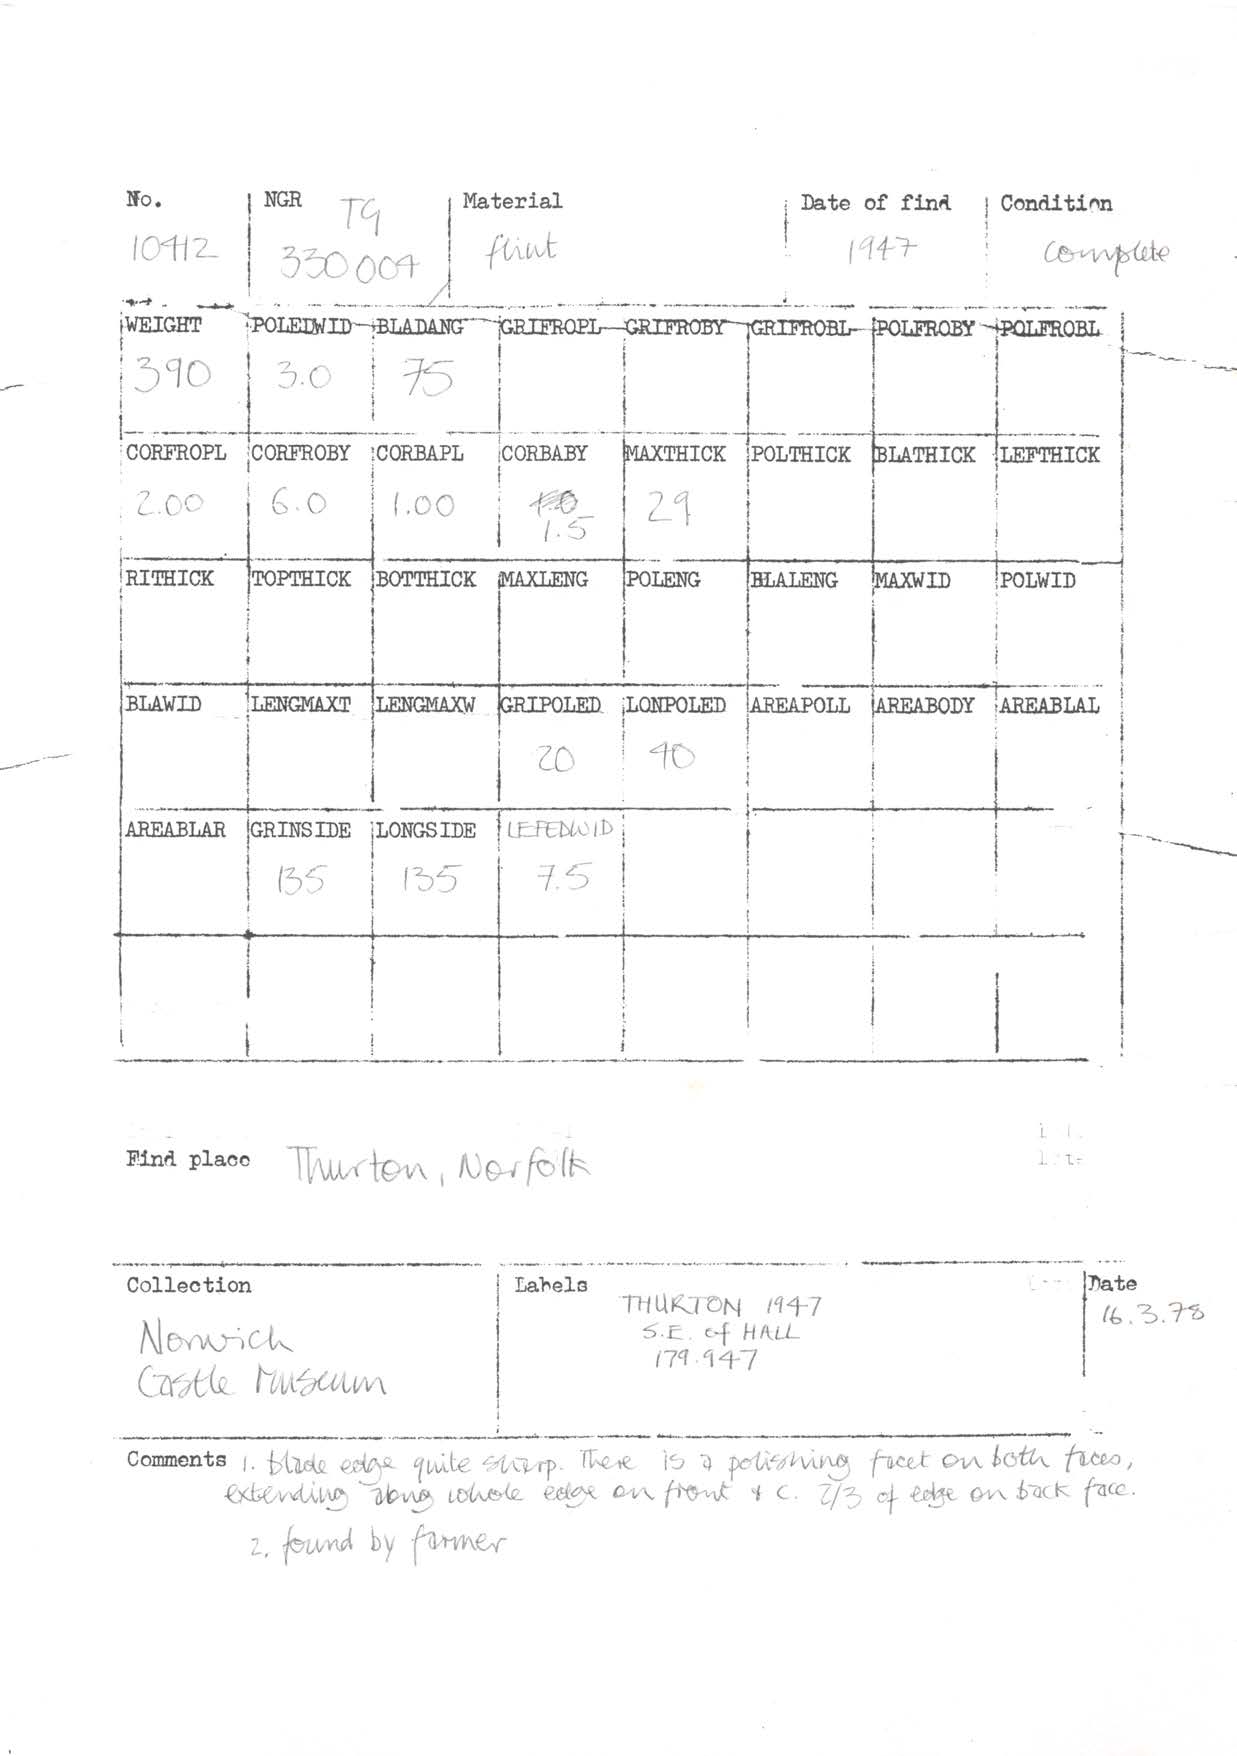 No. NGR Material Date of find Condition
TG
10412 330004 flint 1947 complete
WEIGHT POLEDWID BLADANG GRIFROPL GRIFROBY GRIFROBL POLFROBY POLFROBL
390 3.0 75
CORFROPL CORFROBY CORBAPL CORBABY MAXTHICK POLTHICK BLATHICK LEFTHICK
2.00 6.0 1.00 29
1.5
RITHICK TOPTHICK BOTTHICK MAXLENG POLENG BLALENG MAXWID POLWID
BLAWID LENGMAXT LENGMAXW GRIPOLED LONPOLED AREAPOLL AREABODY AREABLAL
20 40
AREABLAR GRINSIDE LONGSIDE LEFEDWID
135 135 7.5
Find place Thurton, Norfolk
Collection Labels Date
THURTON 1947 16.3.78
Norwich S.E. of HALL
Castle Museum 179.947
Comments 1. blade edge quite sharp. There is a polishing facet on both faces,
extending along whole edge on front & c. 2/3 of edge on back face.
2. found by farmer